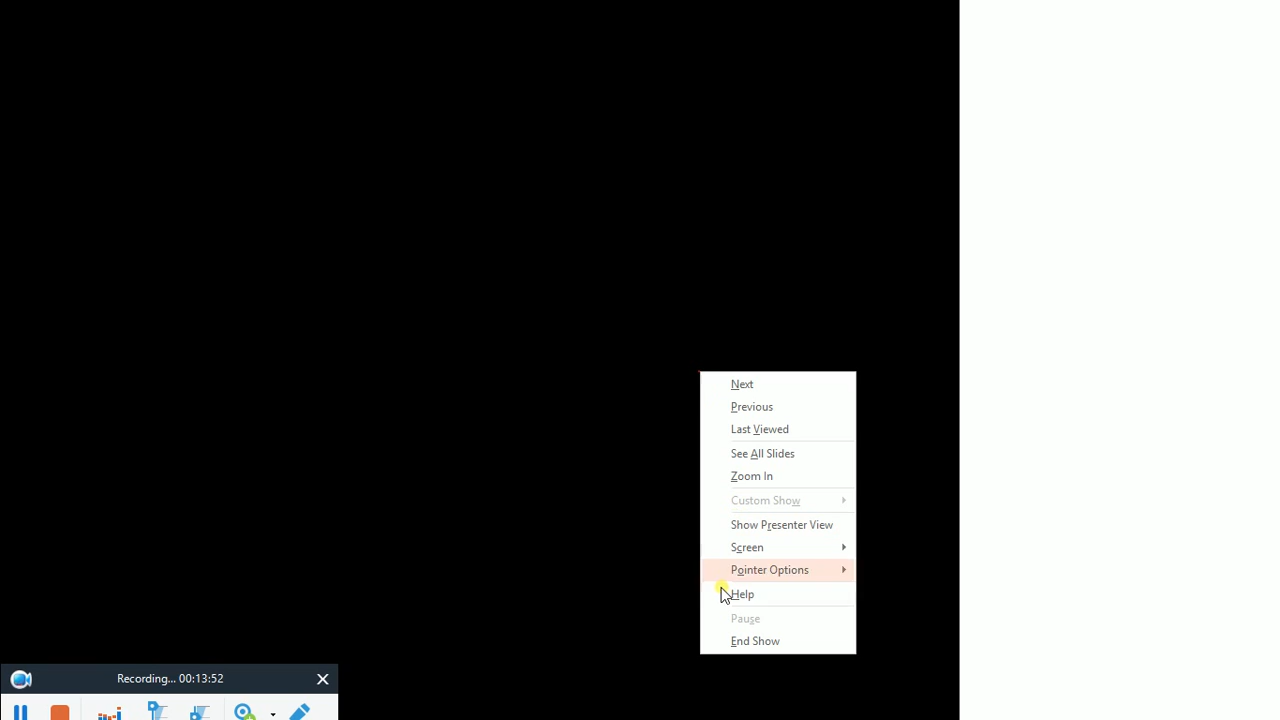 Next
Previous
Last Viewed
See All Slides
Zoom In
Custom Show
Show Presenter View
Screen
Pointer Options
Help
Pause
End Show
Recording... 00:13:52